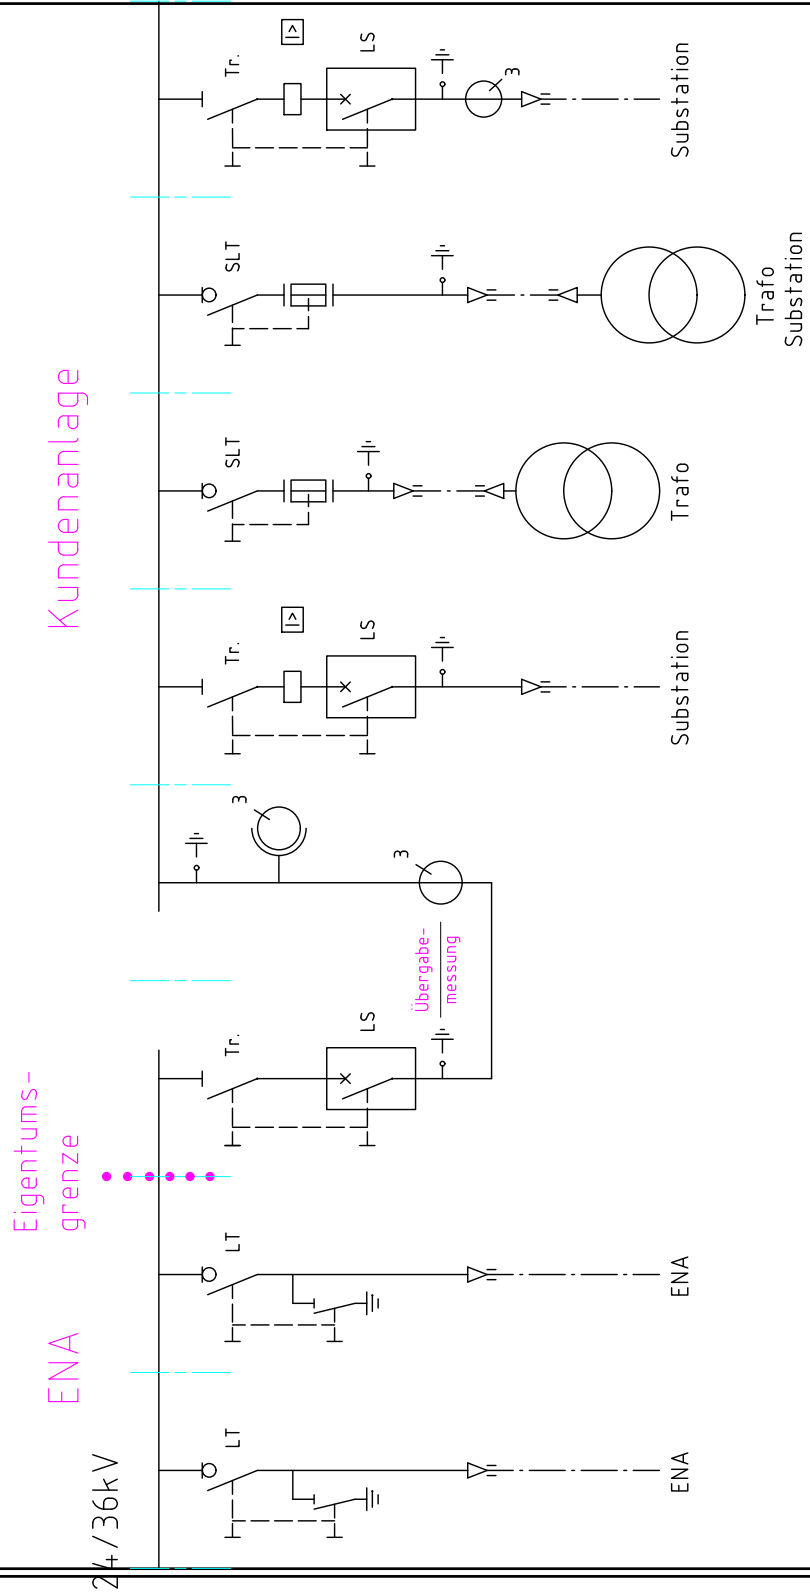 24/36kV
ENA
Eigentums-
grenze
Kundenanlage
LT
ENA
LT
ENA
Tr.
LS
Übergabe-
messung
3
3
Tr.
I>
LS
Substation
SLT
Trafo
SLT
Trafo
Substation
Tr.
I>
LS
3
Substation